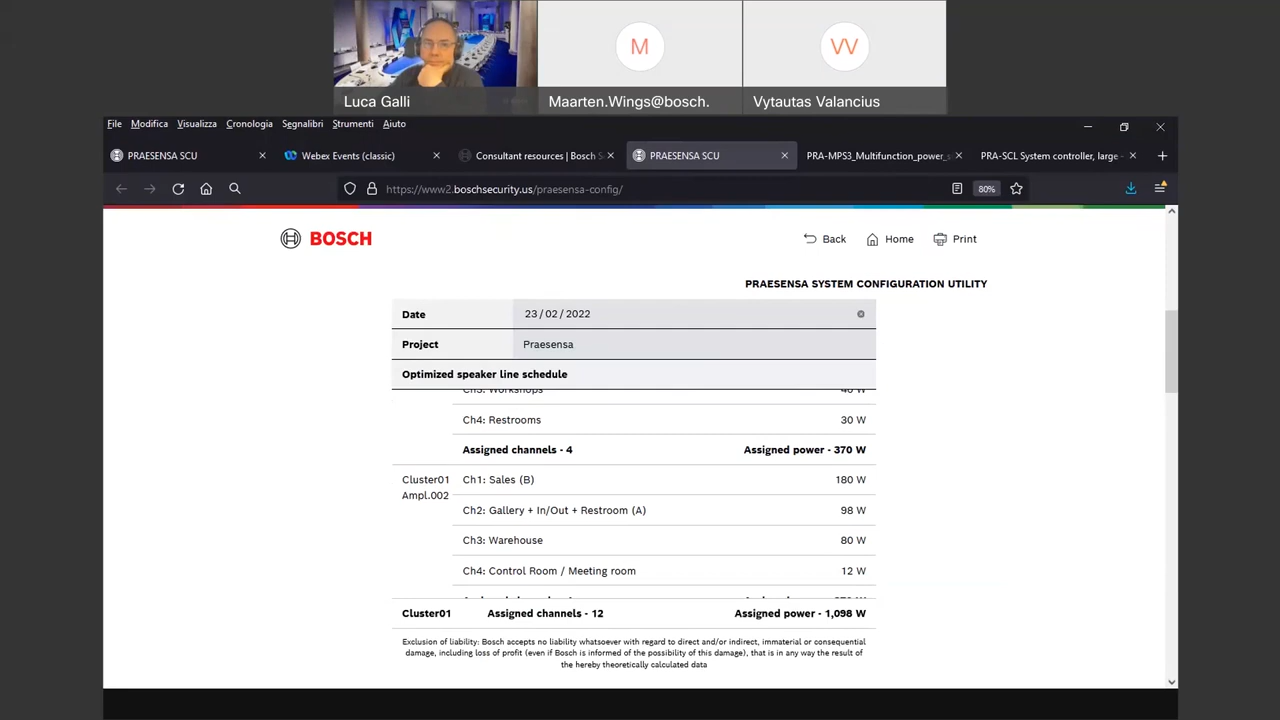 Luca Galli
M
Maarten.Wings@bosch.
VV
Vytautas Valancius
File Modifica Visualizza Cronologia Segnalibri Strumenti Aiuto
PRAESENSA SCU
Webex Events (classic)
Consultant resources | Bosch S
PRAESENSA SCU
PRA-MPS3_Multifunction_power_s
PRA-SCL System controller, large -
https://www2.boschsecurity.us/praesensa-config/
80%
BOSCH
Back Home Print
PRAESENSA SYSTEM CONFIGURATION UTILITY
Date 23/02/2022
Project Praesensa
Optimized speaker line schedule
Ch3: Workshops 40 W
Ch4: Restrooms 30 W
Assigned channels - 4 Assigned power - 370 W
Cluster01 Ch1: Sales (B) 180 W
Ampl.002
Ch2: Gallery + In/Out + Restroom (A) 98 W
Ch3: Warehouse 80 W
Ch4: Control Room / Meeting room 12 W
Cluster01 Assigned channels - 12 Assigned power - 1,098 W
Exclusion of liability: Bosch accepts no liability whatsoever with regard to direct and/or indirect, immaterial or consequential
damage, including loss of profit (even if Bosch is informed of the possibility of this damage), that is in any way the result of
the hereby theoretically calculated data